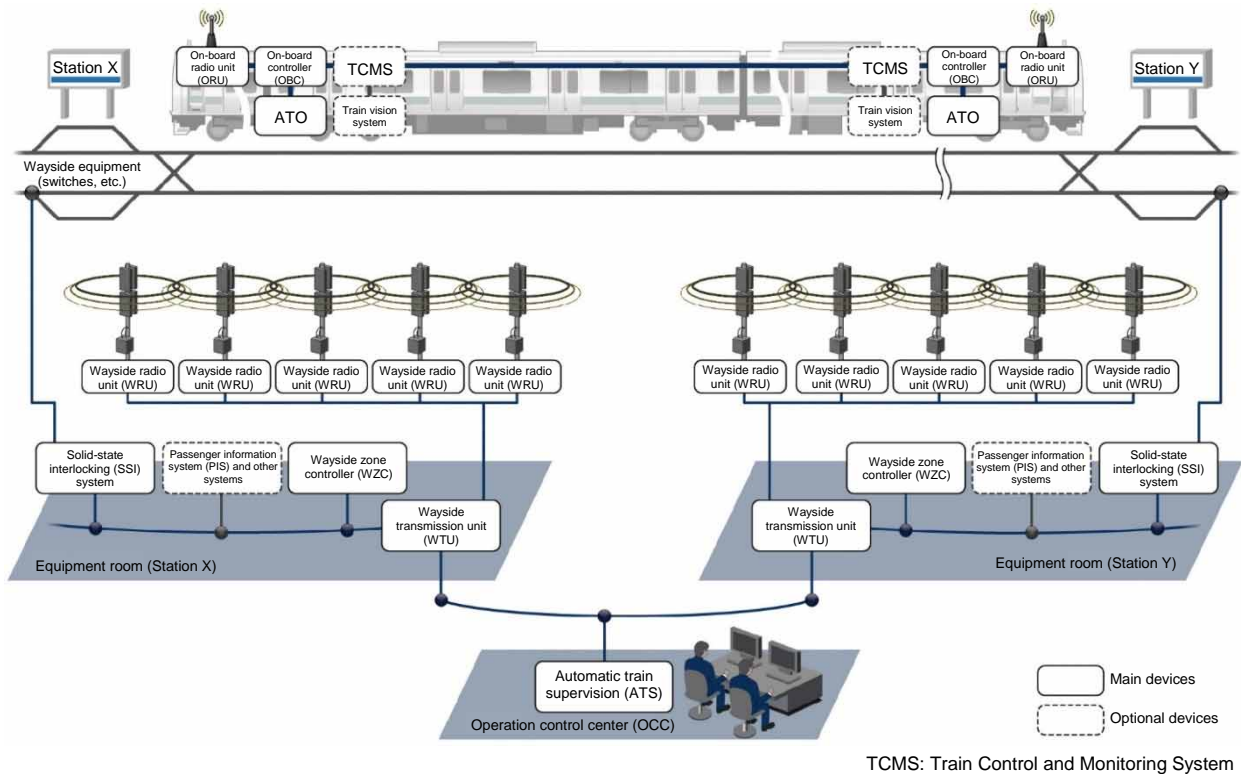 Station X
On-board
radio unit
(ORU)
On-board
controller
(OBC)
TCMS
TCMS
On-board
controller
(OBC)
On-board
radio unit
(ORU)
Station Y
ATO
Train vision
system
Train vision
system
ATO
Wayside equipment
(switches, etc.)
Wayside radio
unit (WRU)
Wayside radio
unit (WRU)
Wayside radio
unit (WRU)
Wayside radio
unit (WRU)
Wayside radio
unit (WRU)
Wayside radio
unit (WRU)
Wayside radio
unit (WRU)
Wayside radio
unit (WRU)
Wayside radio
unit (WRU)
Wayside radio
unit (WRU)
Solid-state
interlocking (SSI)
system
Passenger information
system (PIS) and other
systems
Wayside zone
controller (WZC)
Wayside
transmission unit
(WTU)
Equipment room (Station X)
Wayside
transmission unit
(WTU)
Wayside zone
controller (WZC)
Passenger information
system (PIS) and other
systems
Solid-state
interlocking (SSI)
system
Equipment room (Station Y)
Automatic train
supervision (ATS)
Operation control center (OCC)
Main devices
Optional devices
TCMS: Train Control and Monitoring System